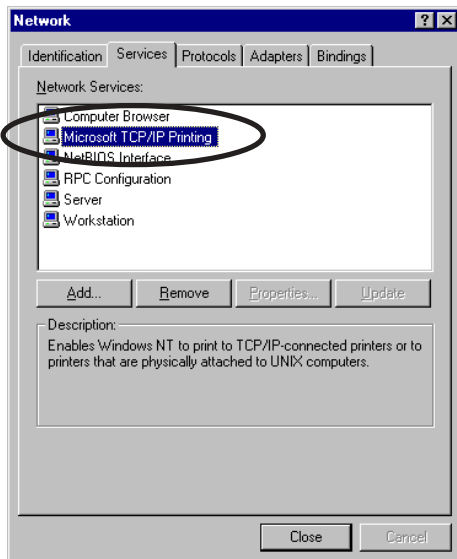 Network
Identification Services Protocols Adapters Bindings
Network Services:
Computer Browser
Microsoft TCP/IP Printing
NetBIOS Interface
RPC Configuration
Server
Workstation
Add... Remove Properties... Update
Description:
Enables Windows NT to print to TCP/IP-connected printers or to
printers that are physically attached to UNIX computers.
Close Cancel